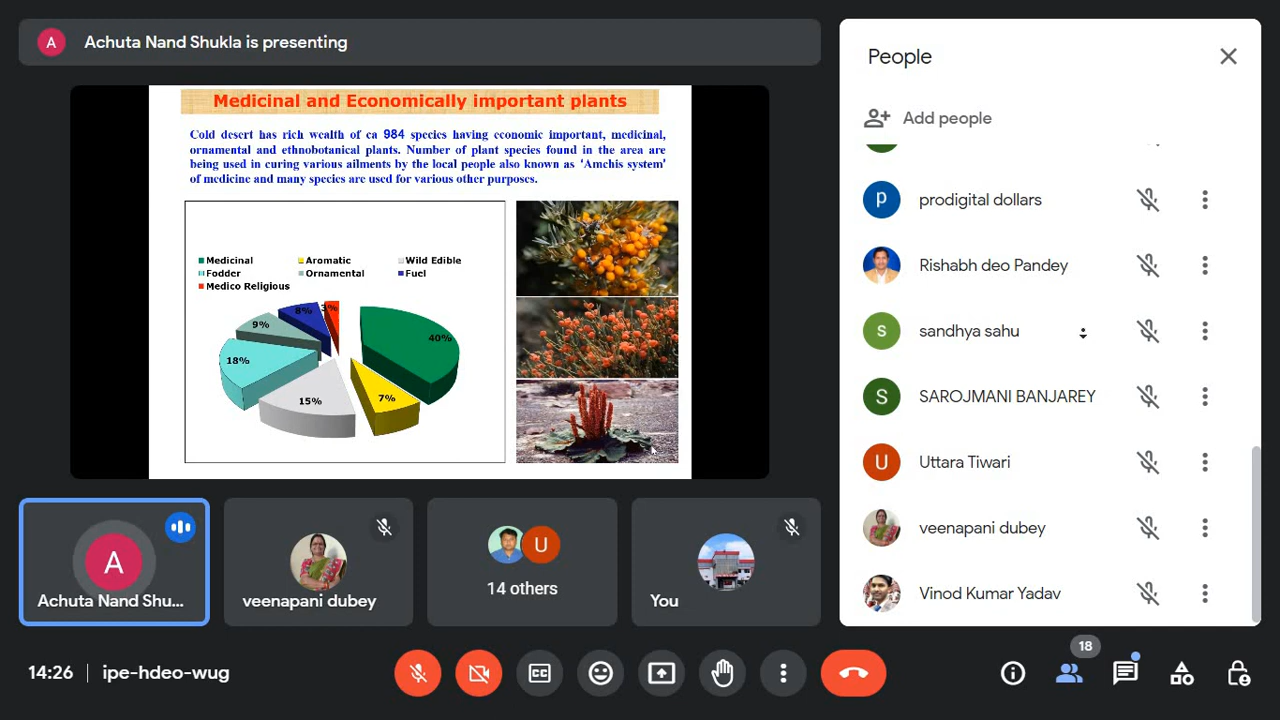 A
Achuta Nand Shukla is presenting
Medicinal and Economically important plants
Cold desert has rich wealth of ca 984 species having economic important, medicinal,
ornamental and ethnobotanical plants. Number of plant species found in the area are
being used in curing various ailments by the local people also known as ‘Amchis system’
of medicine and many species are used for various other purposes.
Medicinal Aromatic Wild Edible
Fodder Ornamental Fuel
Medico Religious
3%
8%
9%
40%
18%
7%
15%
A
Achuta Nand Shu...
veenapani dubey
U
14 others
You
14:26 | ipe-hdeo-wug
CC
18
People
Add people
p prodigital dollars
Rishabh deo Pandey
s sandhya sahu
S SAROJMANI BANJAREY
U Uttara Tiwari
veenapani dubey
Vinod Kumar Yadav